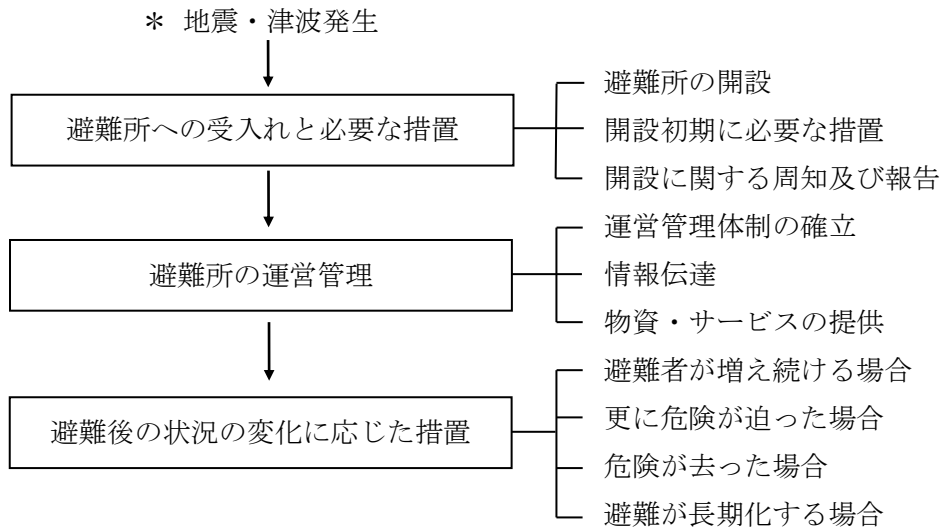 ＊ 地震・津波発生
避難所への受入れと必要な措置
避難所の開設
開設初期に必要な措置
開設に関する周知及び報告
避難所の運営管理
運営管理体制の確立
情報伝達
物資・サービスの提供
避難後の状況の変化に応じた措置
避難者が増え続ける場合
更に危険が迫った場合
危険が去った場合
避難が長期化する場合